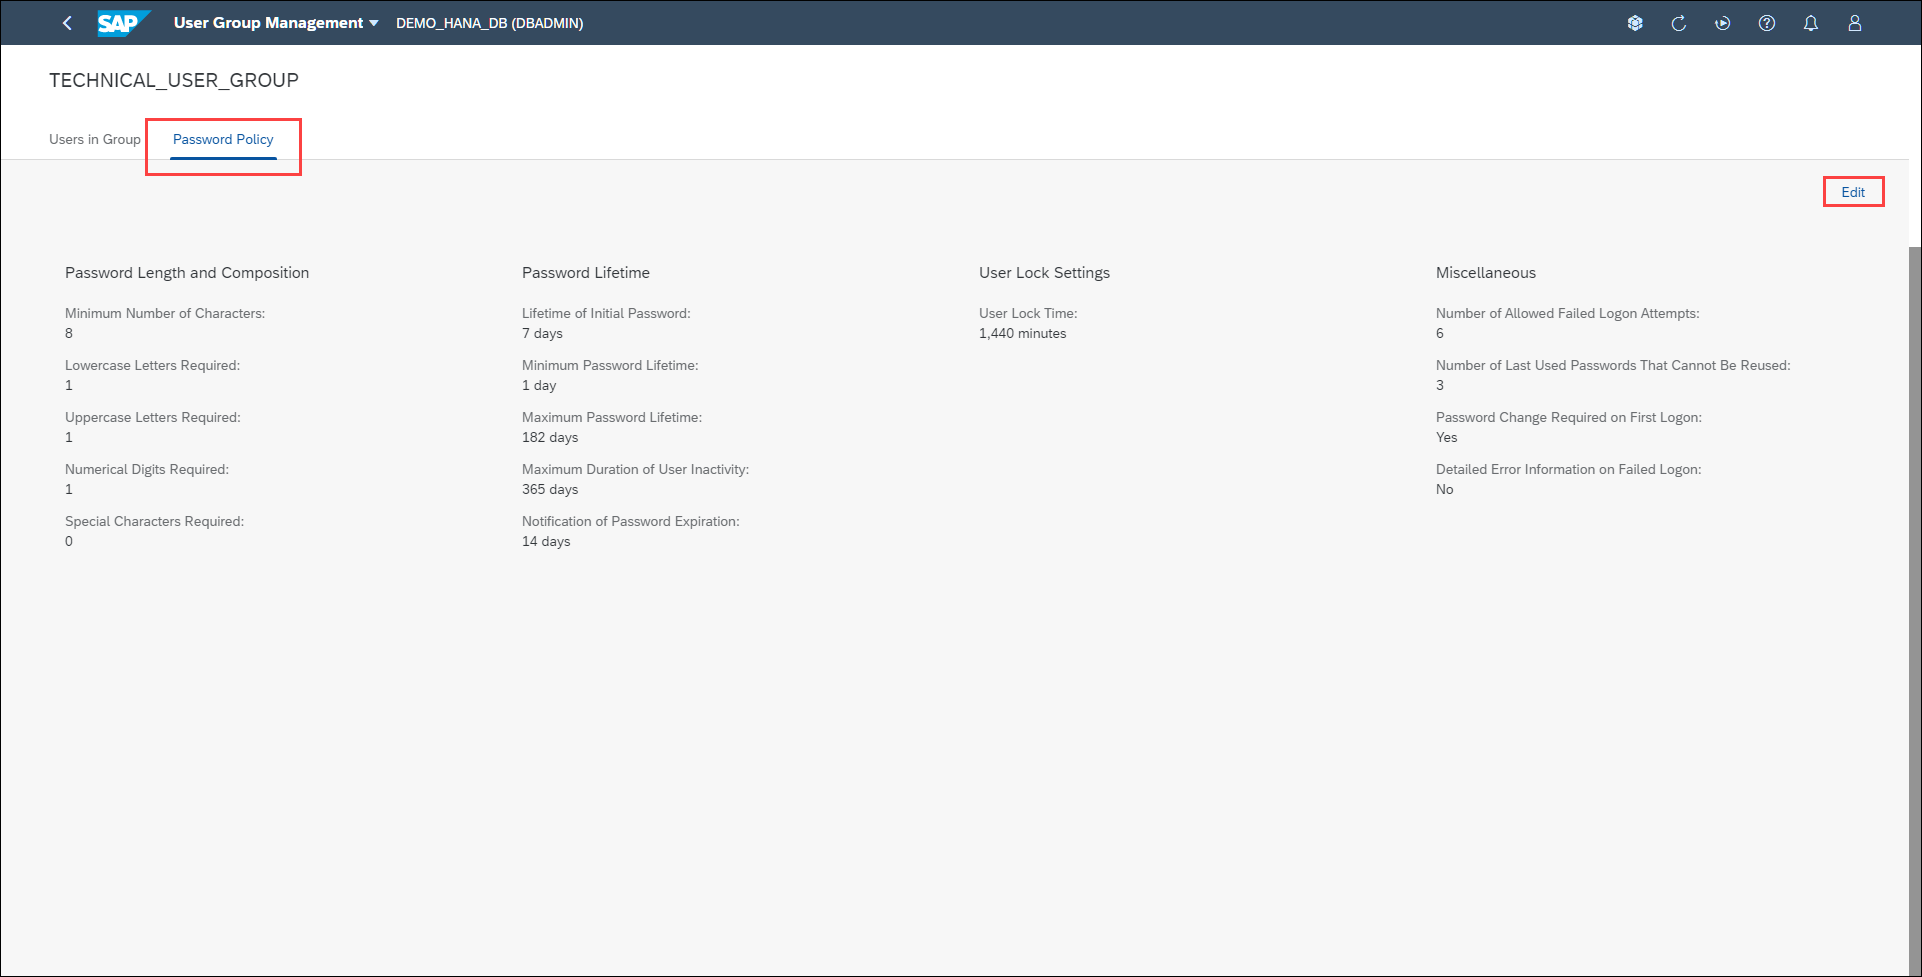 SAP User Group Management DEMO_HANA_DB (DBADMIN)
TECHNICAL_USER_GROUP
Users in Group Password Policy
Edit
Password Length and Composition
Minimum Number of Characters:
8
Lowercase Letters Required:
1
Uppercase Letters Required:
1
Numerical Digits Required:
1
Special Characters Required:
0
Password Lifetime
Lifetime of Initial Password:
7 days
Minimum Password Lifetime:
1 day
Maximum Password Lifetime:
182 days
Maximum Duration of User Inactivity:
365 days
Notification of Password Expiration:
14 days
User Lock Settings
User Lock Time:
1,440 minutes
Miscellaneous
Number of Allowed Failed Logon Attempts:
6
Number of Last Used Passwords That Cannot Be Reused:
3
Password Change Required on First Logon:
Yes
Detailed Error Information on Failed Logon:
No